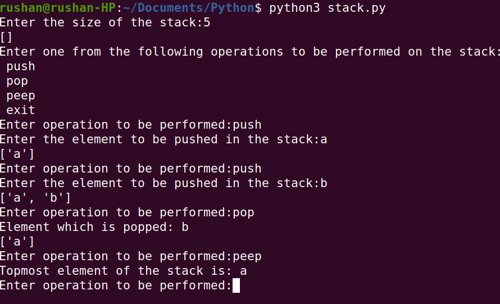 rushan@rushan-HP:~/Documents/Python$ python3 stack.py
Enter the size of the stack:5
[]
Enter one from the following operations to be performed on the stack:
push
pop
peep
exit
Enter operation to be performed:push
Enter the element to be pushed in the stack:a
['a']
Enter operation to be performed:push
Enter the element to be pushed in the stack:b
['a', 'b']
Enter operation to be performed:pop
Element which is popped: b
['a']
Enter operation to be performed:peep
Topmost element of the stack is: a
Enter operation to be performed: